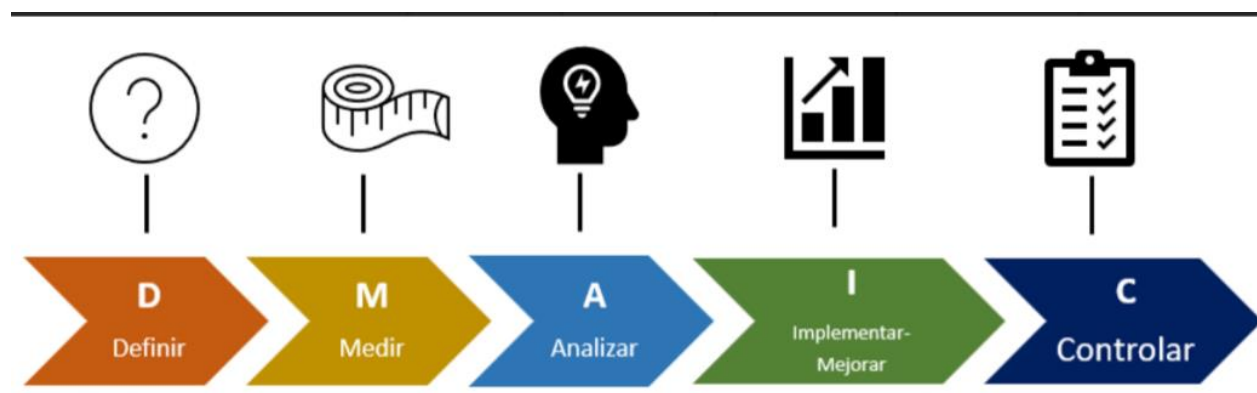 D
Definir
M
Medir
A
Analizar
I
Implementar-
Mejorar
C
Controlar